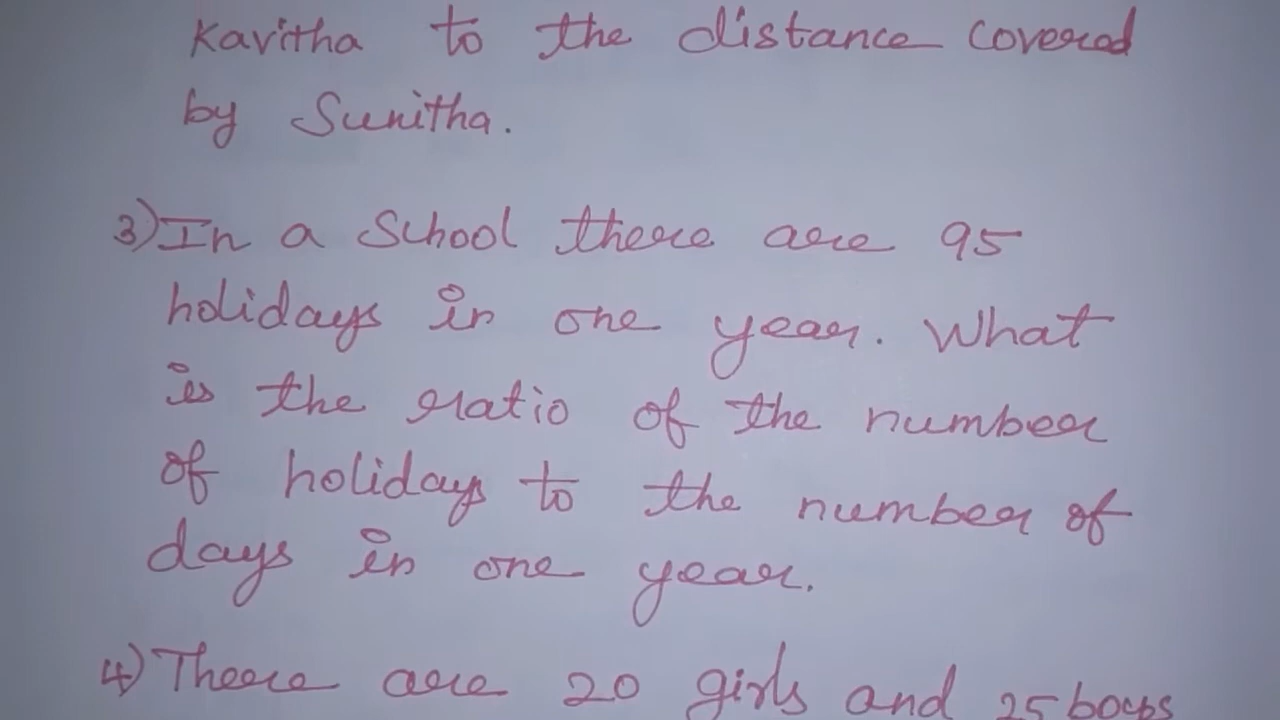 Kavitha to the distance covered
by Sunitha.
3) In a School there are 95
holidays in one year. What
is the ratio of the number
of holidays to the number of
days in one year.
4) There are 20 girls and 25 boys